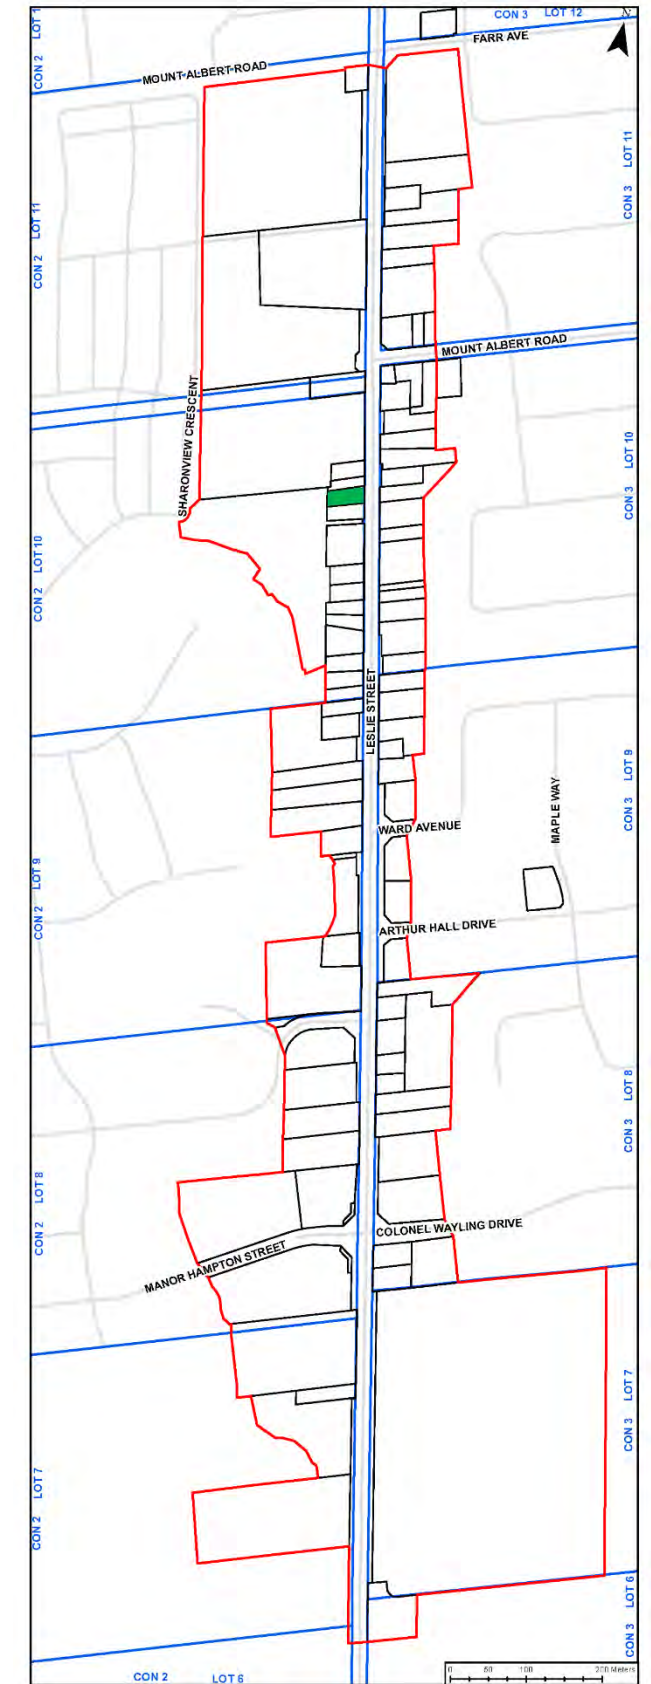 CON 3 LOT 12
N
CON 2 LOT 1
FARR AVE
MOUNT ALBERT ROAD
CON 3 LOT 11
CON 2 LOT 11
MOUNT ALBERT ROAD
SHARONVIEW CRESCENT
CON 3 LOT 10
CON 2 LOT 10
LESLIE STREET
CON 3 LOT 9
MAPLE WAY
WARD AVENUE
CON 2 LOT 9
ARTHUR HALL DRIVE
CON 3 LOT 8
CON 2 LOT 8
COLONEL WAYLING DRIVE
MANOR HAMPTON STREET
CON 3 LOT 7
CON 2 LOT 7
CON 3 LOT 6
CON 2 LOT 6
0 50 100 200 Meters